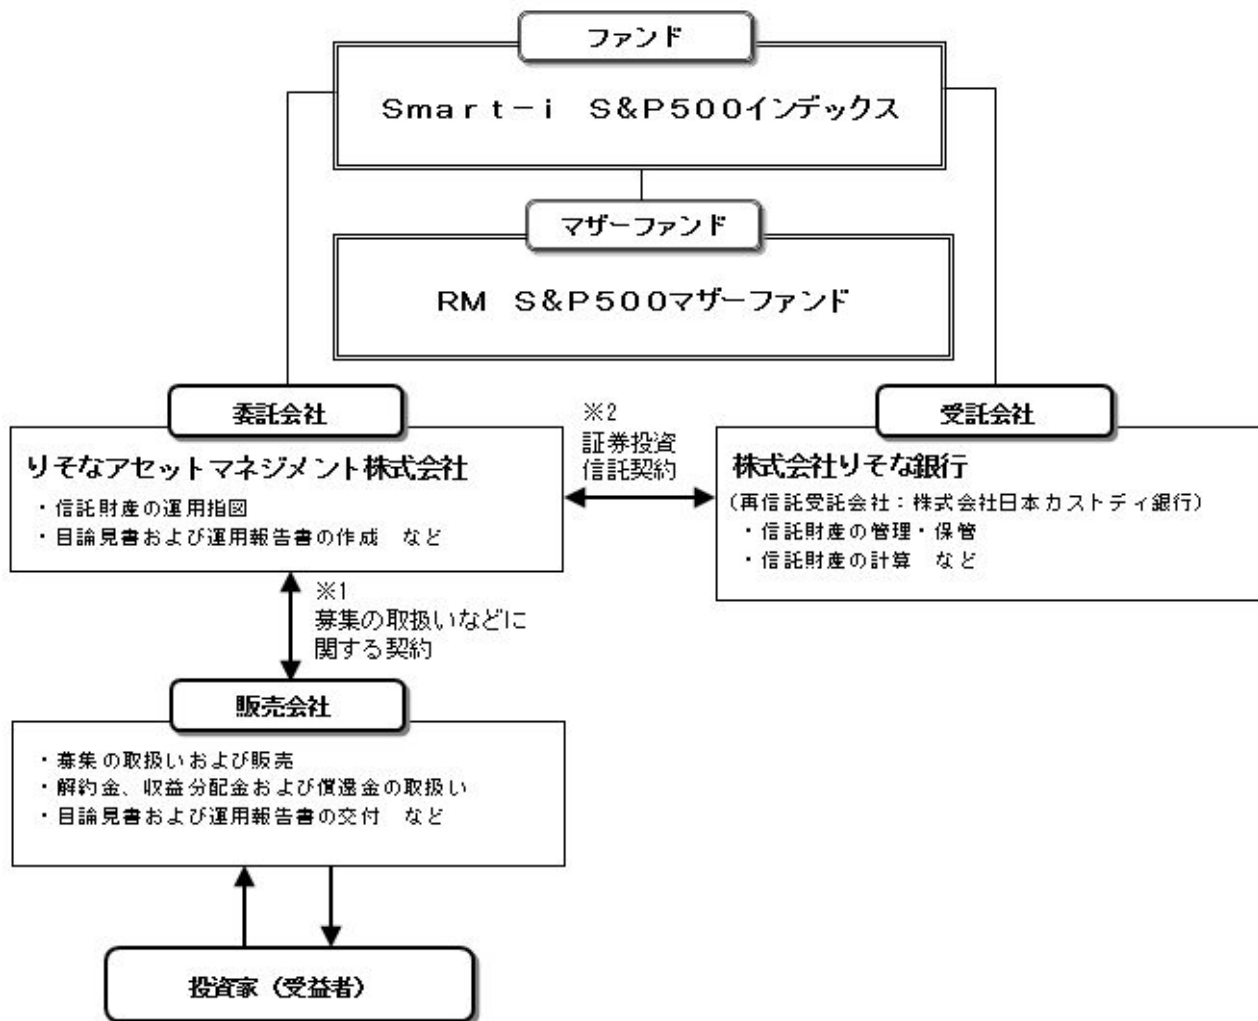 ファンド
Ｓｍａｒｔ－ｉ　Ｓ＆Ｐ５００インデックス
マザーファンド
ＲＭ　Ｓ＆Ｐ５００マザーファンド
委託会社
りそなアセットマネジメント株式会社
・信託財産の運用指図
・目論見書および運用報告書の作成　など
※2
証券投資
信託契約
受託会社
株式会社りそな銀行
(再信託受託会社：株式会社日本カストディ銀行)
・信託財産の管理・保管
・信託財産の計算　など
※1
募集の取扱いなどに
関する契約
販売会社
・募集の取扱いおよび販売
・解約金、収益分配金および償還金の取扱い
・目論見書および運用報告書の交付　など
投資家（受益者）